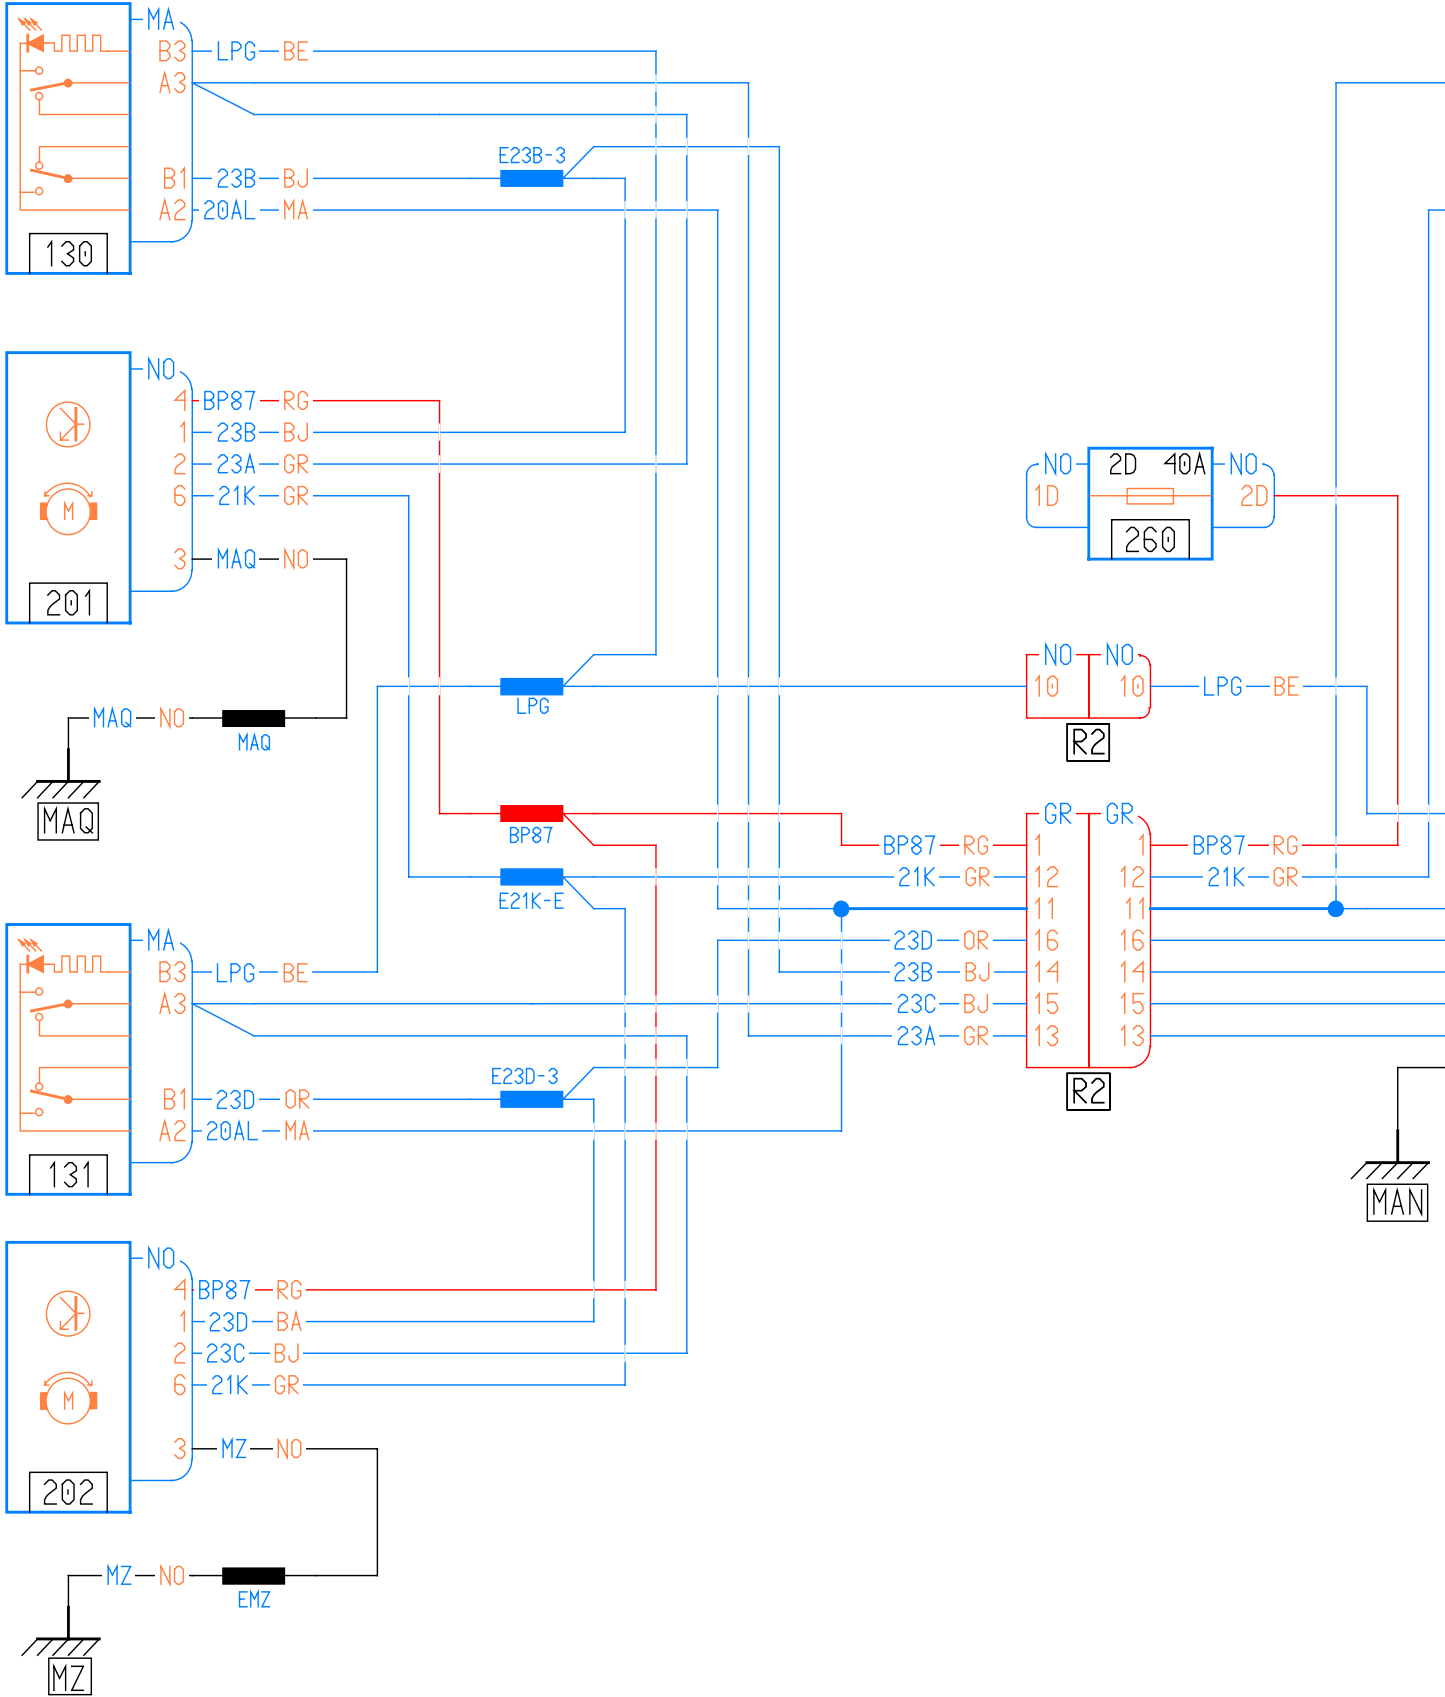 MA
B3 LPG BE
A3
E23B-3
B1 23B BJ
A2 20AL MA
130
NO
4 BP87 RG
1 23B BJ
2 23A GR
6 21K GR
M
3 MAQ NO
201
NO 2D 40A NO
1D 2D
260
NO NO
10 10 LPG BE
R2
LPG
MAQ NO
MAQ
MAQ
BP87
E21K-E
GR GR
BP87 RG 1 1 BP87 RG
21K GR 12 12 21K GR
11 11
23D OR 16 16
23B BJ 14 14
23C BJ 15 15
23A GR 13 13
R2
MAN
MA
B3 LPG BE
A3
E23D-3
B1 23D OR
A2 20AL MA
131
NO
4 BP87 RG
1 23D BA
2 23C BJ
6 21K GR
M
3 MZ NO
202
MZ NO
EMZ
MZ